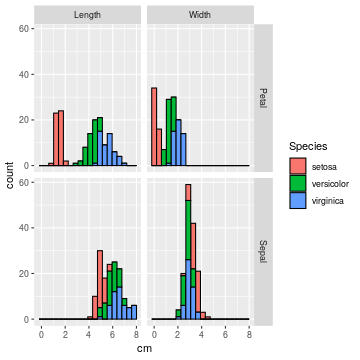 Length
Width
60
40
20
0
Petal
60
40
20
0
Sepal
count
0 2 4 6 8
0 2 4 6 8
cm
Species
setosa
versicolor
virginica